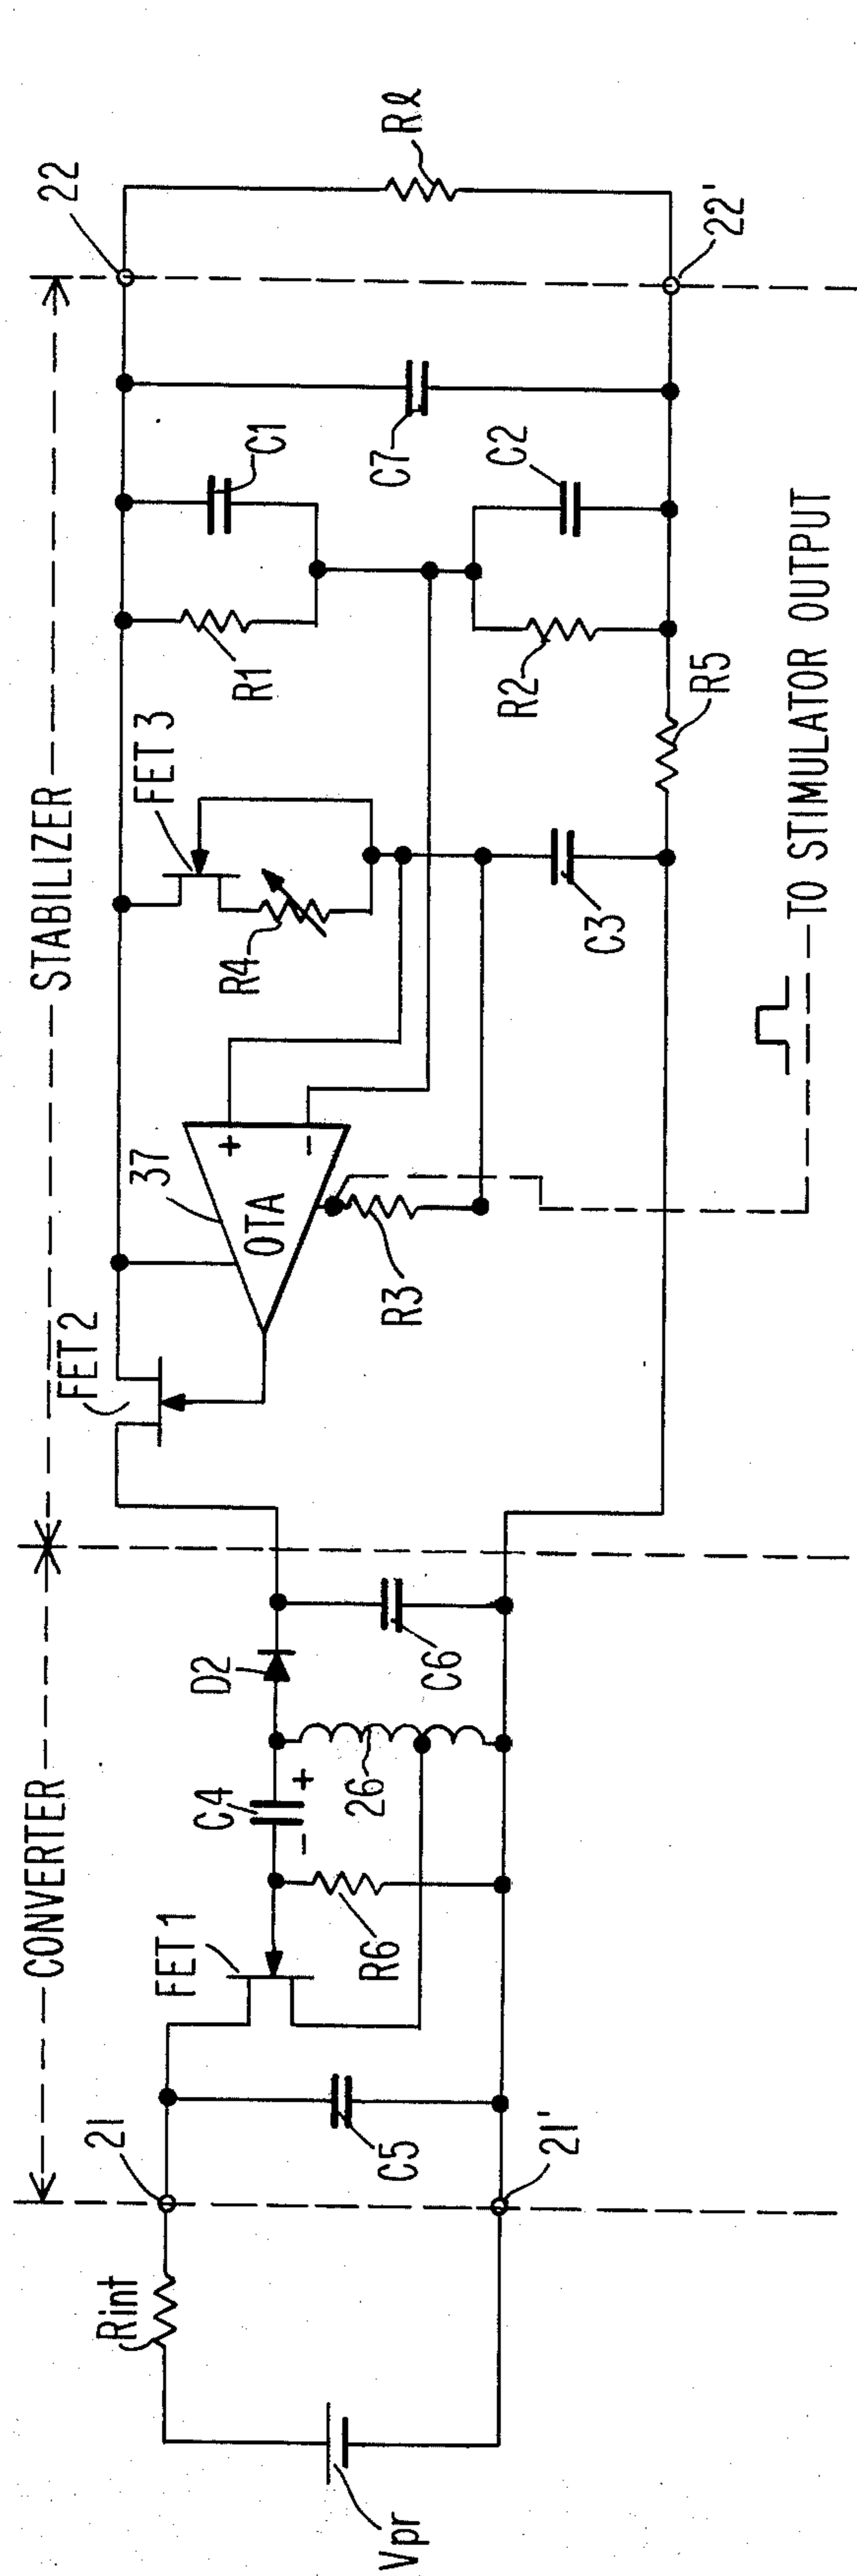 CONVERTER
STABILIZER
Vpr
Rint
21
21'
C5
FET 1
R6
C4
-
+
26
D2
C6
FET 2
37
OTA
+
-
R3
R4
FET 3
C3
R1
C1
R2
C2
R5
C7
22
22'
Rℓ
TO STIMULATOR OUTPUT